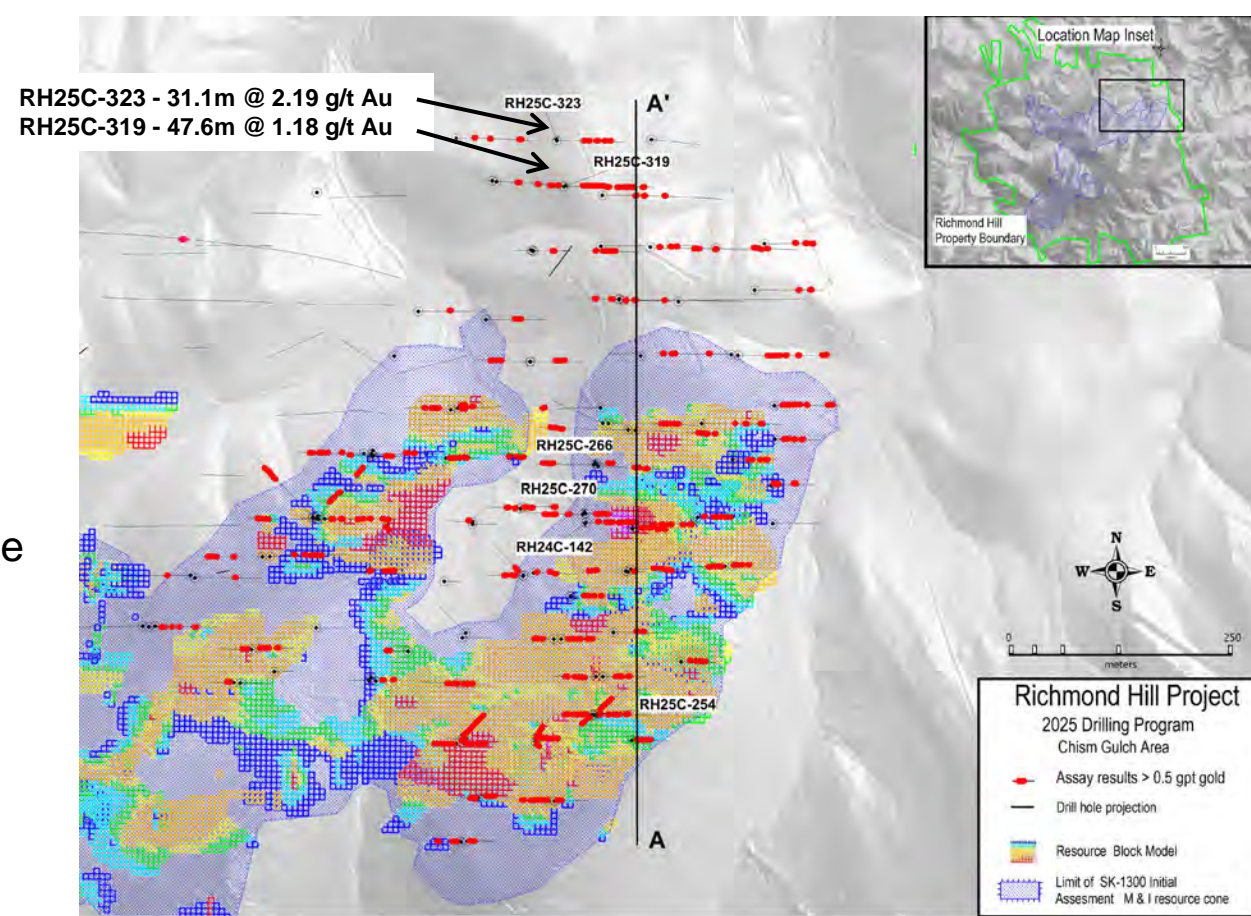 RH25C-323 - 31.1m @ 2.19 g/t Au
RH25C-319 - 47.6m @ 1.18 g/t Au
RH25C-323
A'
RH25C-319
Location Map Inset
Richmond Hill
Property Boundary
RH25C-266
RH25C-270
RH24C-142
e
RH25C-254
A
N
W E
S
0 250
meters
Richmond Hill Project
2025 Drilling Program
Chism Gulch Area
Assay results > 0.5 gpt gold
Drill hole projection
Resource Block Model
Limit of SK-1300 Initial
Assesment M & I resource cone